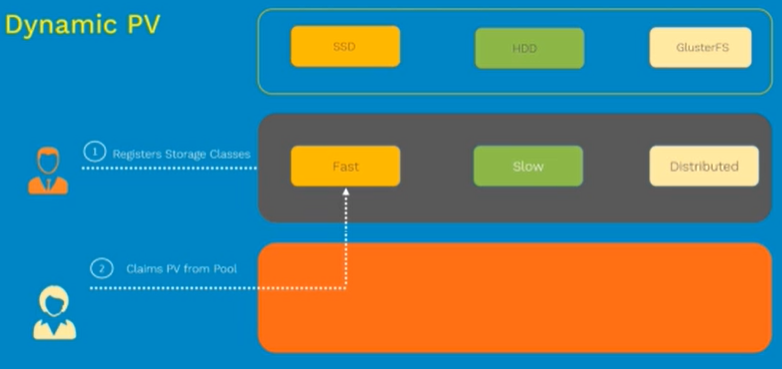 Dynamic PV
SSD
HDD
GlusterFS
1 Registers Storage Classes
Fast
Slow
Distributed
2 Claims PV from Pool